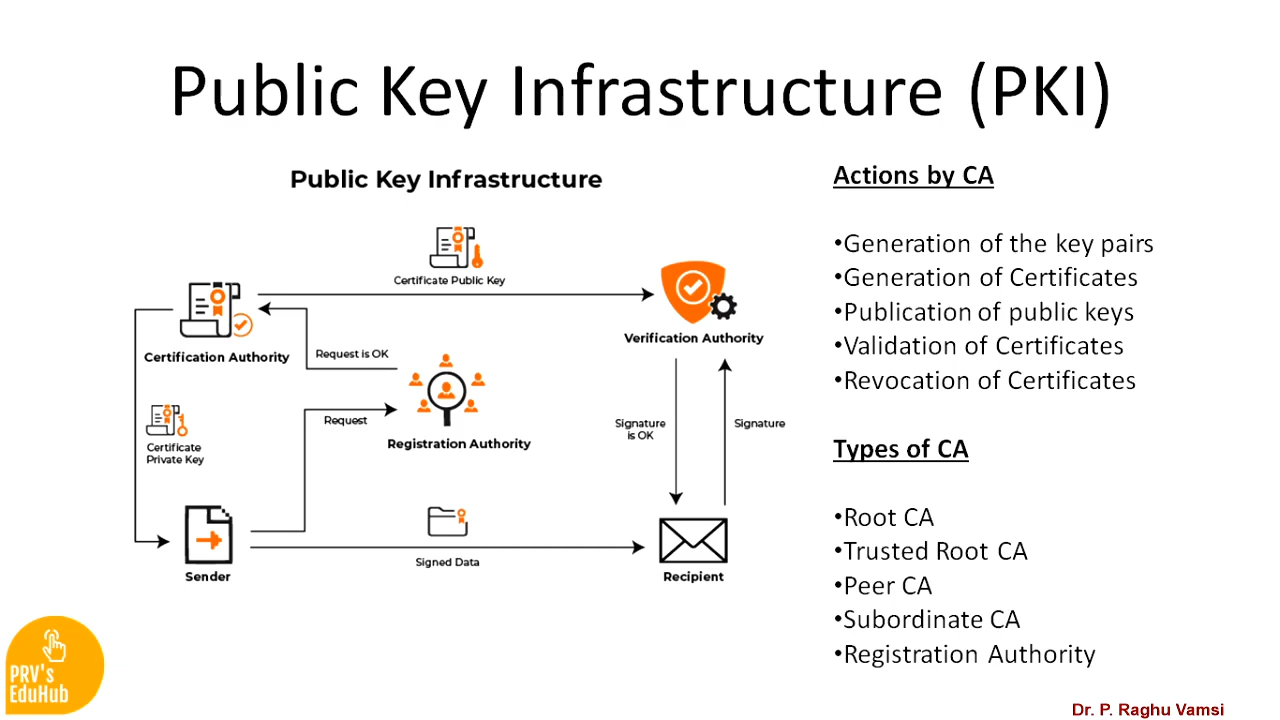 Public Key Infrastructure (PKI)
Public Key Infrastructure
Certificate Public Key
Certification Authority
Verification Authority
Request is OK
Request
Registration Authority
Certificate
Private Key
Signature
is OK
Signature
Sender
Signed Data
Recipient
Actions by CA
•Generation of the key pairs
•Generation of Certificates
•Publication of public keys
•Validation of Certificates
•Revocation of Certificates
Types of CA
•Root CA
•Trusted Root CA
•Peer CA
•Subordinate CA
•Registration Authority
PRV's
EduHub
Dr. P. Raghu Vamsi